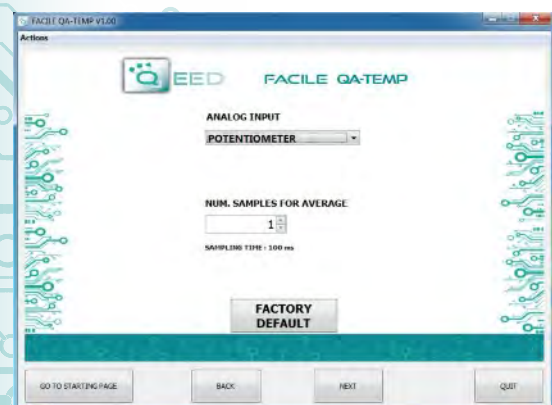 FACILE QA-TEMP V1.00
Actions
QEED FACILE QA-TEMP
ANALOG INPUT
POTENTIOMETER
NUM. SAMPLES FOR AVERAGE
1
SAMPLING TIME : 100 ms
FACTORY
DEFAULT
GO TO STARTING PAGE BACK NEXT QUIT